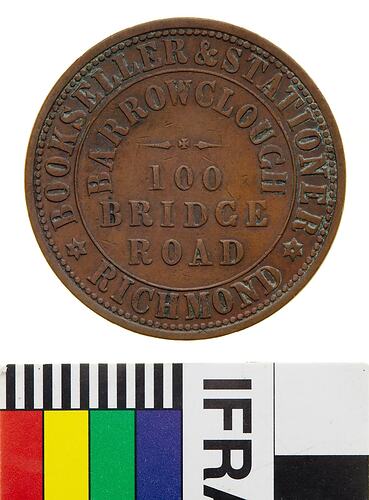 BOOKSELLER & STATIONER
BARROWCLOUGH
100
BRIDGE
ROAD
RICHMOND
IFRA